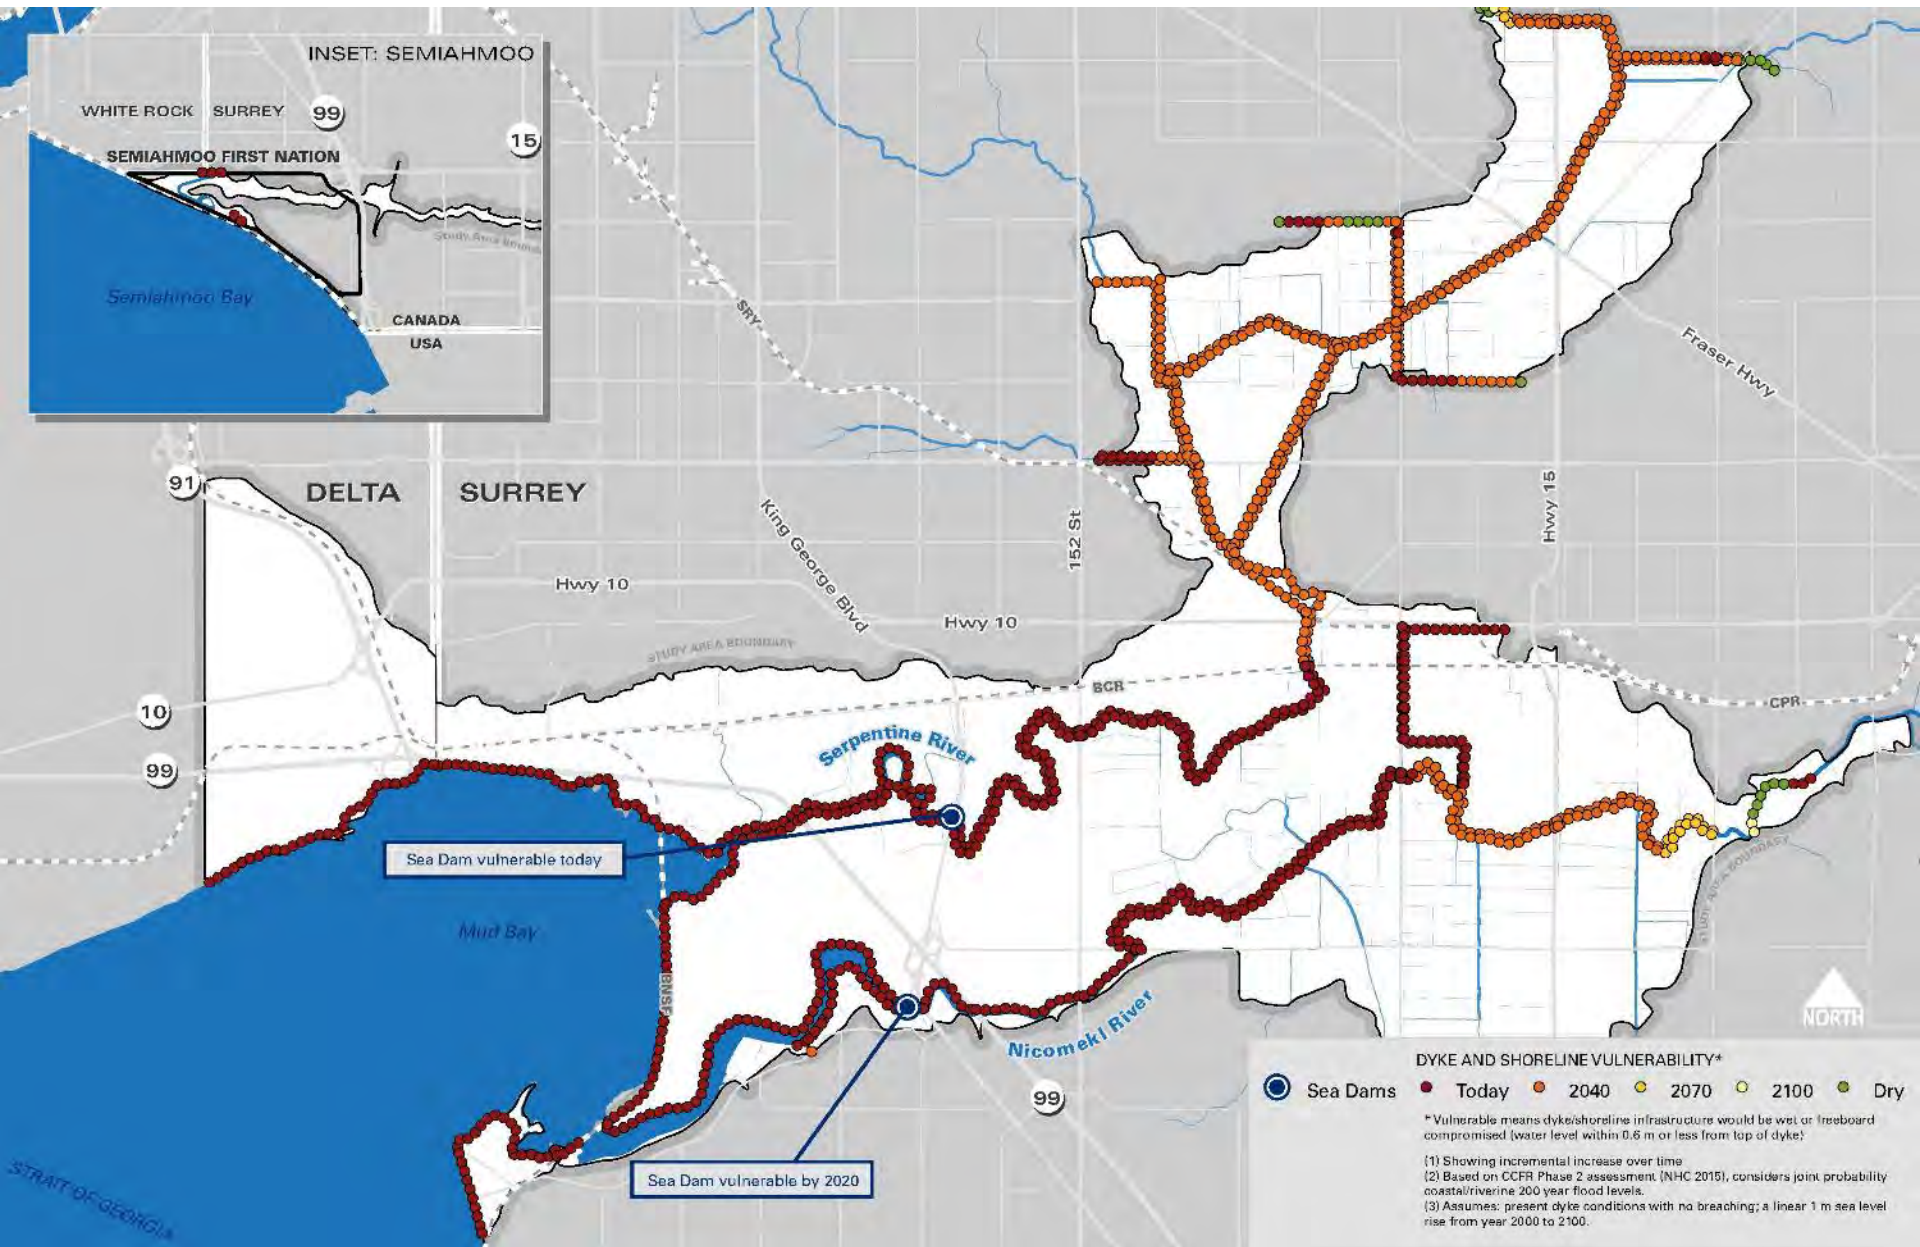 INSET: SEMIAHMOO
WHITE ROCK
SURREY
99
15
SEMIAHMOO FIRST NATION
Study Area Bound
Semiahmoo Bay
CANADA
USA
SRY
Fraser Hwy
91
DELTA
SURREY
King George Blvd
152 St
Hwy 15
Hwy 10
Hwy 10
STUDY AREA BOUNDARY
BCR
CPR
10
99
Serpentine River
Sea Dam vulnerable today
Mud Bay
BNSF
STUDY AREA BOUNDARY
Nicomekl River
NORTH
99
Sea Dam vulnerable by 2020
STRAIT OF GEORGIA
DYKE AND SHORELINE VULNERABILITY*
Sea Dams Today 2040 2070 2100 Dry
* Vulnerable means dyke/shoreline infrastructure would be wet or freeboard
compromised (water level within 0.6 m or less from top of dyke)
(1) Showing incremental increase over time
(2) Based on CCFR Phase 2 assessment (NHC 2015), considers joint probability
coastal/riverine 200 year flood levels.
(3) Assumes: present dyke conditions with no breaching; a linear 1 m sea level
rise from year 2000 to 2100.